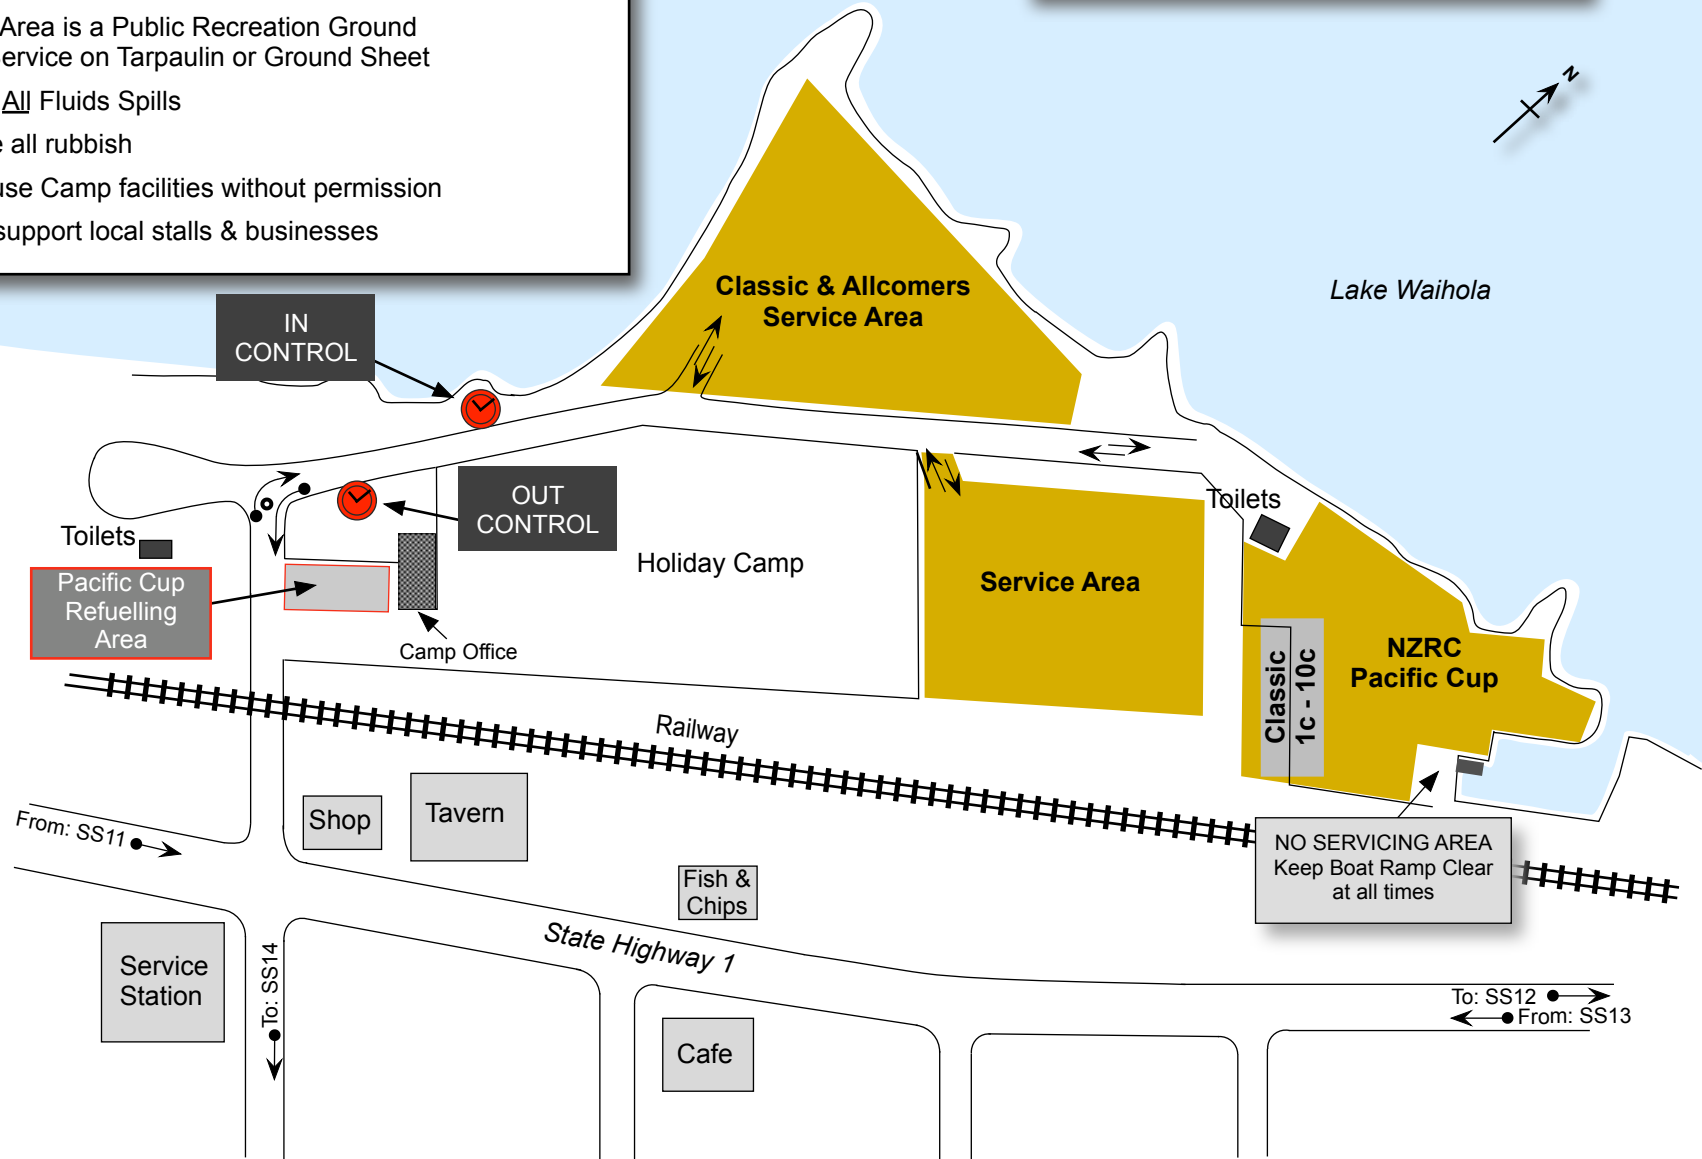 Area is a Public Recreation Ground
Service on Tarpaulin or Ground Sheet
All Fluids Spills
all rubbish
use Camp facilities without permission
support local stalls & businesses
N
Lake Waihola
Classic & Allcomers
Service Area
IN
CONTROL
OUT
CONTROL
Toilets
Pacific Cup
Refuelling
Area
Camp Office
Holiday Camp
Service Area
Toilets
NZRC
Pacific Cup
Classic
1c - 10c
Railway
NO SERVICING AREA
Keep Boat Ramp Clear
at all times
From: SS11
Shop
Tavern
Fish &
Chips
State Highway 1
Service
Station
To: SS14
Cafe
To: SS12
From: SS13